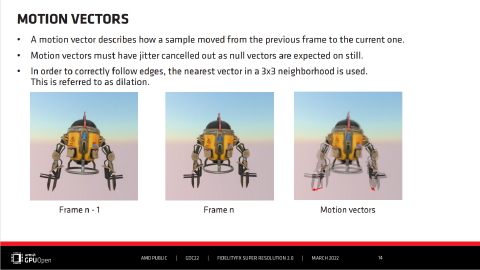 MOTION VECTORS
• A motion vector describes how a sample moved from the previous frame to the current one.
• Motion vectors must have jitter cancelled out as null vectors are expected on still.
• In order to correctly follow edges, the nearest vector in a 3x3 neighborhood is used.
This is referred to as dilation.
Frame n - 1
Frame n
Motion vectors
AMD
GPUOpen
AMD PUBLIC | GDC22 | FIDELITYFX SUPER RESOLUTION 2.0 | MARCH 2022
14